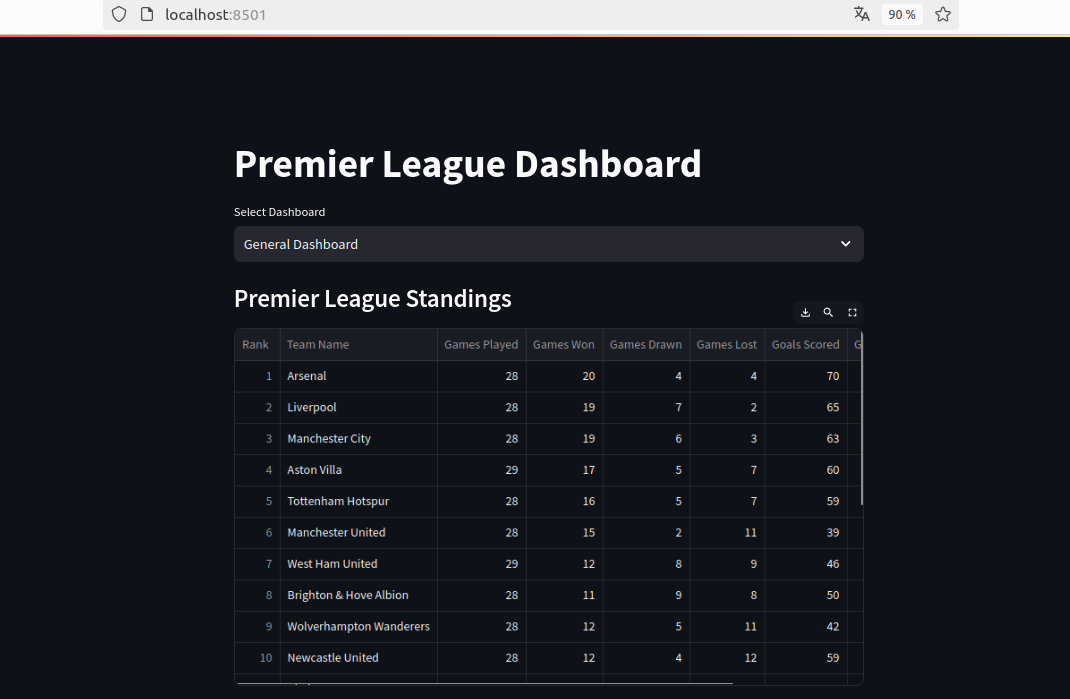 localhost:8501 90 %
Premier League Dashboard
Select Dashboard
General Dashboard
Premier League Standings
Rank Team Name Games Played Games Won Games Drawn Games Lost Goals Scored G
1 Arsenal 28 20 4 4 70
2 Liverpool 28 19 7 2 65
3 Manchester City 28 19 6 3 63
4 Aston Villa 29 17 5 7 60
5 Tottenham Hotspur 28 16 5 7 59
6 Manchester United 28 15 2 11 39
7 West Ham United 29 12 8 9 46
8 Brighton & Hove Albion 28 11 9 8 50
9 Wolverhampton Wanderers 28 12 5 11 42
10 Newcastle United 28 12 4 12 59